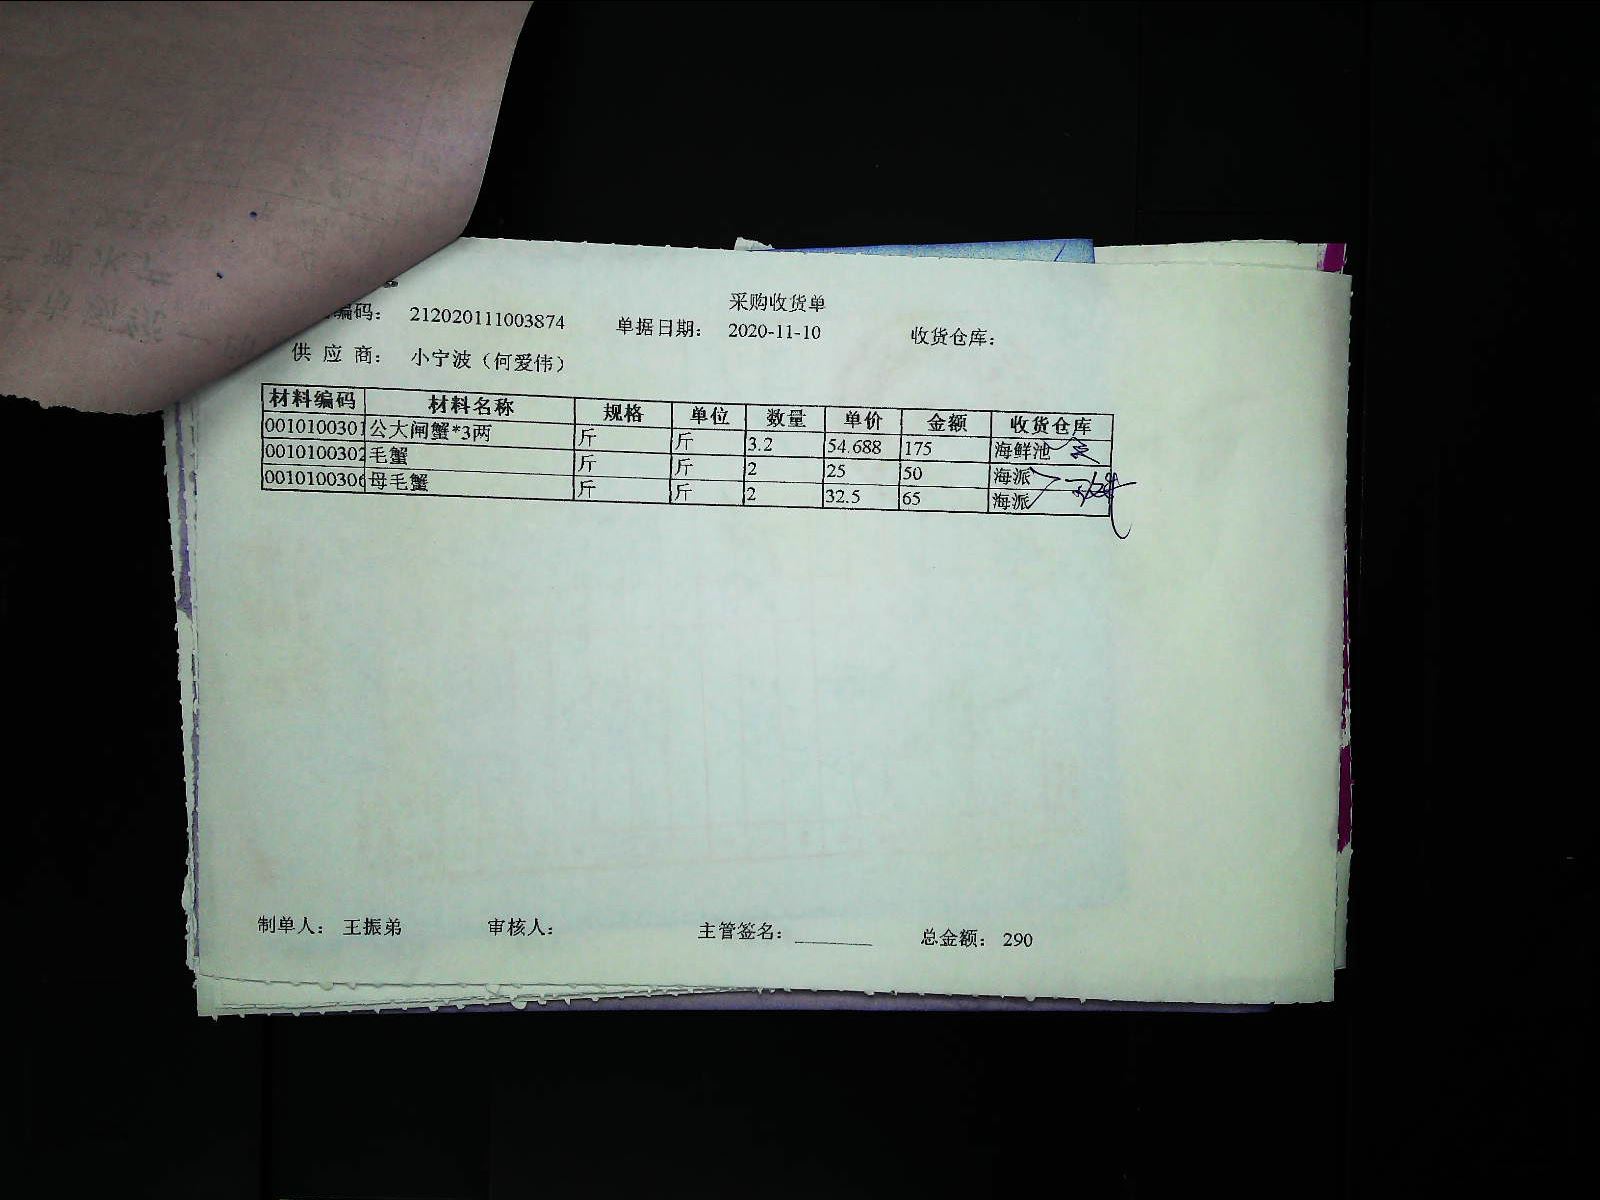 采购收货单
编码： 212020111003874 单据日期： 2020-11-10 收货仓库：
供 应 商： 小宁波（何爱伟）
材料编码 材料名称 规格 单位 数量 单价 金额 收货仓库
0010100301 公大闸蟹*3两 斤 斤 3.2 54.688 175 海鲜池
0010100302 毛蟹 斤 斤 2 25 50 海派
0010100306 母毛蟹 斤 斤 2 32.5 65 海派
制单人： 王振弟 审核人： 主管签名： ________ 总金额： 290